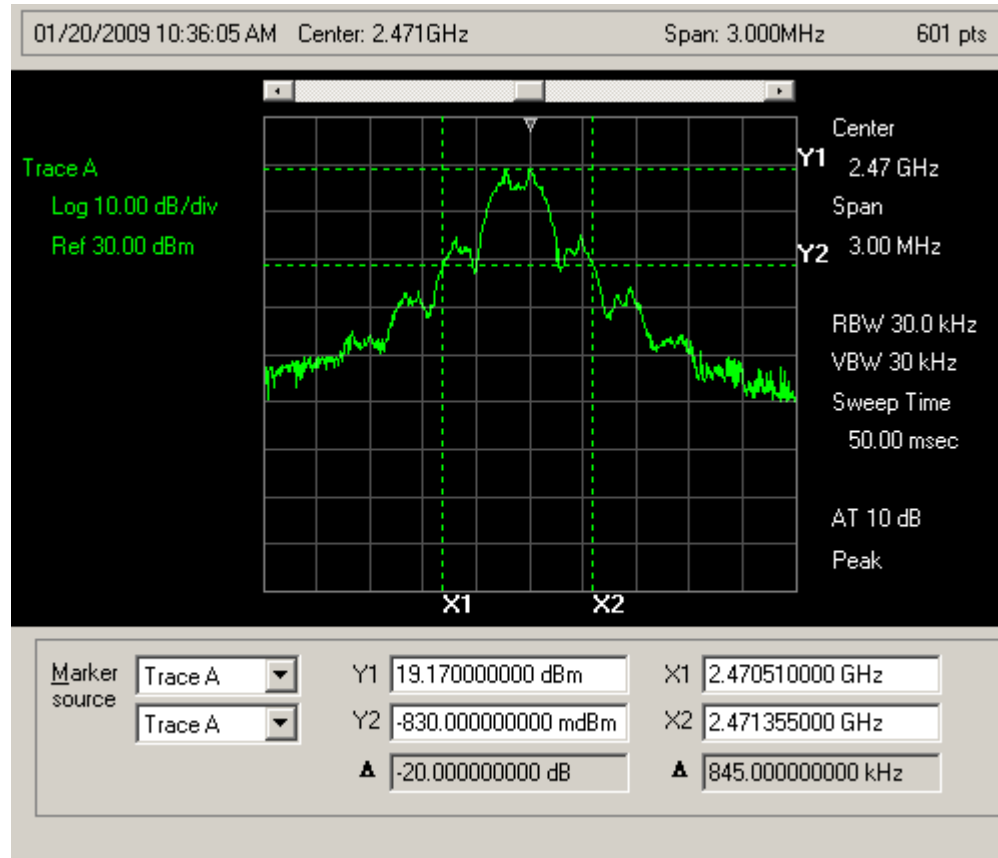 01/20/2009 10:36:05 AM Center: 2.471GHz Span: 3.000MHz 601 pts
Trace A
Log 10.00 dB/div
Ref 30.00 dBm
Y1
Y2
X1 X2
Center
2.47 GHz
Span
3.00 MHz
RBW 30.0 kHz
VBW 30 kHz
Sweep Time
50.00 msec
AT 10 dB
Peak
Marker source Trace A Y1 19.170000000 dBm X1 2.470510000 GHz
Trace A Y2 -830.000000000 mdBm X2 2.471355000 GHz
Δ -20.000000000 dB Δ 845.000000000 kHz